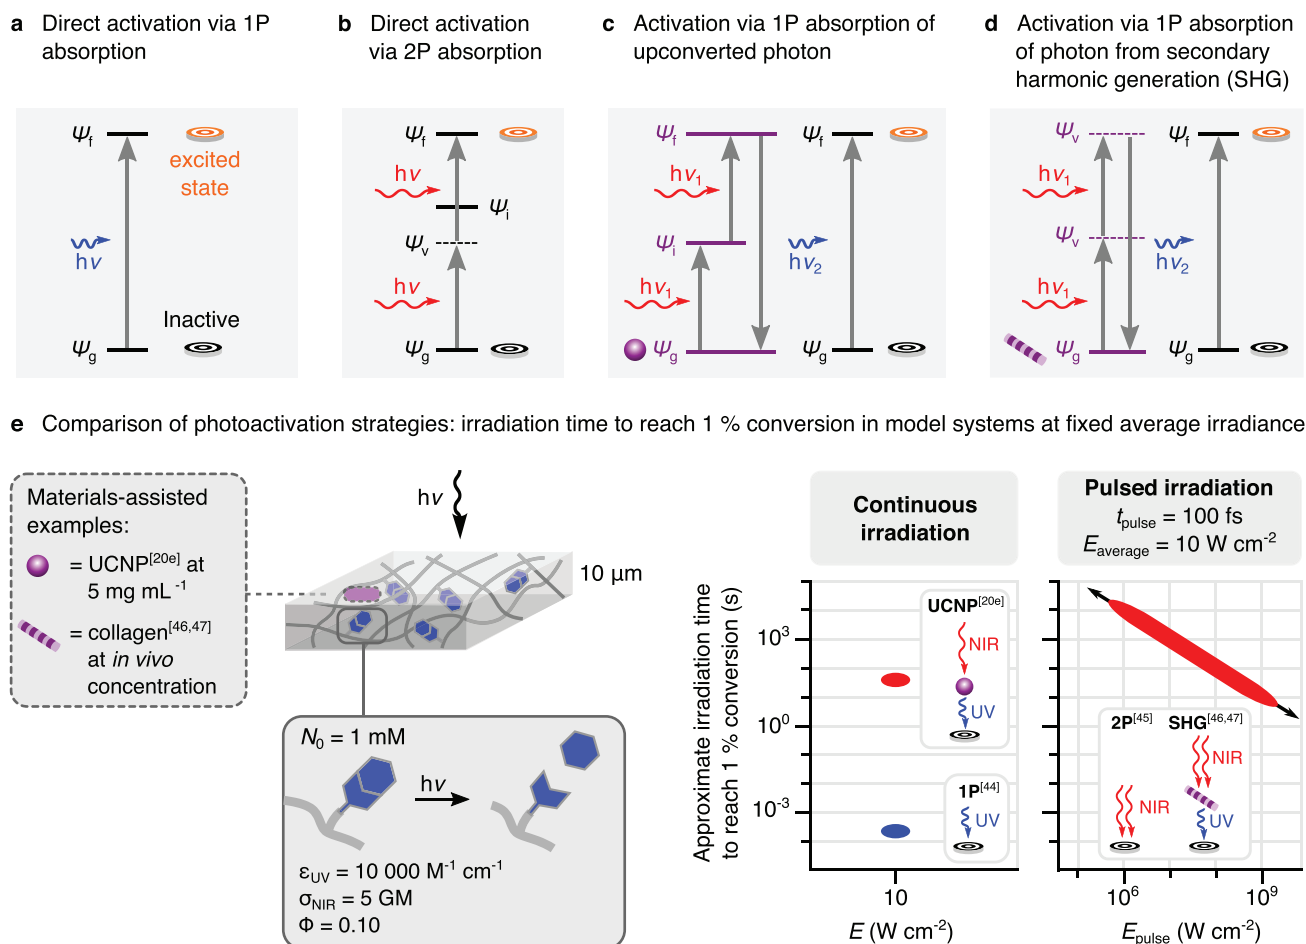 a Direct activation via 1P
absorption
b Direct activation
via 2P absorption
c Activation via 1P absorption of
upconverted photon
d Activation via 1P absorption
of photon from secondary
harmonic generation (SHG)
Ψf
excited
state
hν
Inactive
Ψg
Ψf
hν
Ψi
Ψv
hν
Ψg
Ψf
hν1
Ψi
hν1
Ψg
Ψf
hν2
Ψg
Ψv
hν1
Ψv
hν1
Ψg
Ψf
hν2
Ψg
e Comparison of photoactivation strategies: irradiation time to reach 1 % conversion in model systems at fixed average irradiance
Materials-assisted
examples:
= UCNP[20e] at
5 mg mL-1
= collagen[46,47]
at in vivo
concentration
hν
10 µm
N0 = 1 mM
hν
εUV = 10 000 M-1 cm-1
σNIR = 5 GM
Φ = 0.10
Continuous
irradiation
Pulsed irradiation
tpulse = 100 fs
Eaverage = 10 W cm-2
Approximate irradiation time
to reach 1 % conversion (s)
10^3
10^0
10^-3
UCNP[20e]
NIR
UV
1P[44]
UV
10
E (W cm-2)
2P[45]
SHG[46,47]
NIR
NIR
UV
10^6
10^9
Epulse (W cm-2)